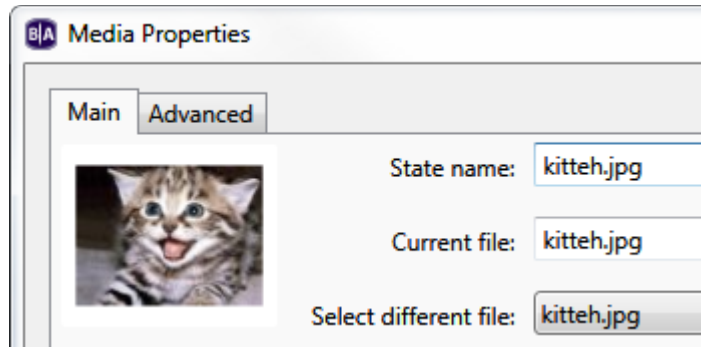 B|A Media Properties
Main Advanced
State name: kitteh.jpg
Current file: kitteh.jpg
Select different file: kitteh.jpg